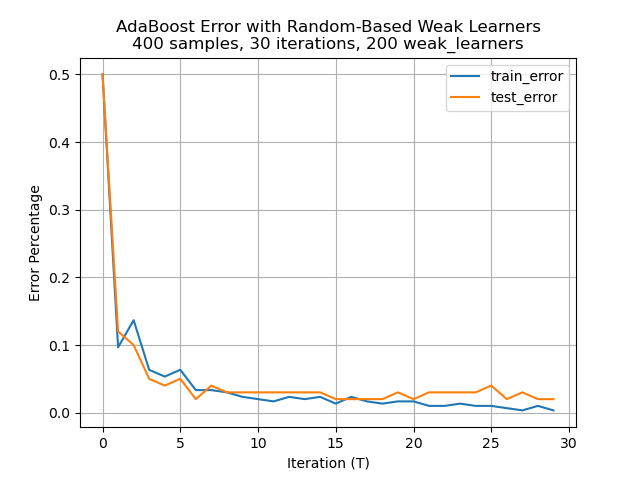 AdaBoost Error with Random-Based Weak Learners
400 samples, 30 iterations, 200 weak_learners
train_error
test_error
Error Percentage
0.5
0.4
0.3
0.2
0.1
0.0
0 5 10 15 20 25 30
Iteration (T)